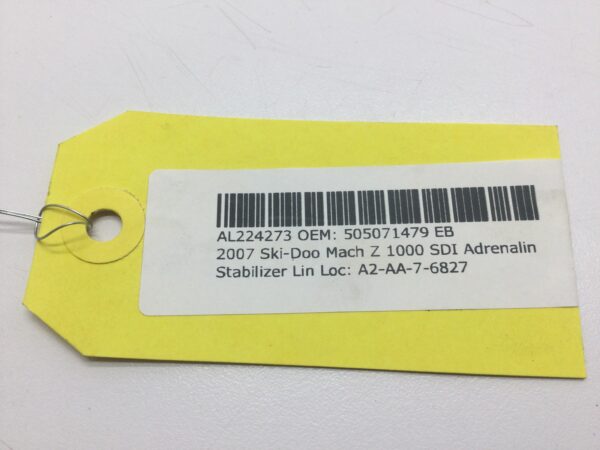 AL224273 OEM: 505071479 EB
2007 Ski-Doo Mach Z 1000 SDI Adrenalin
Stabilizer Lin Loc: A2-AA-7-6827